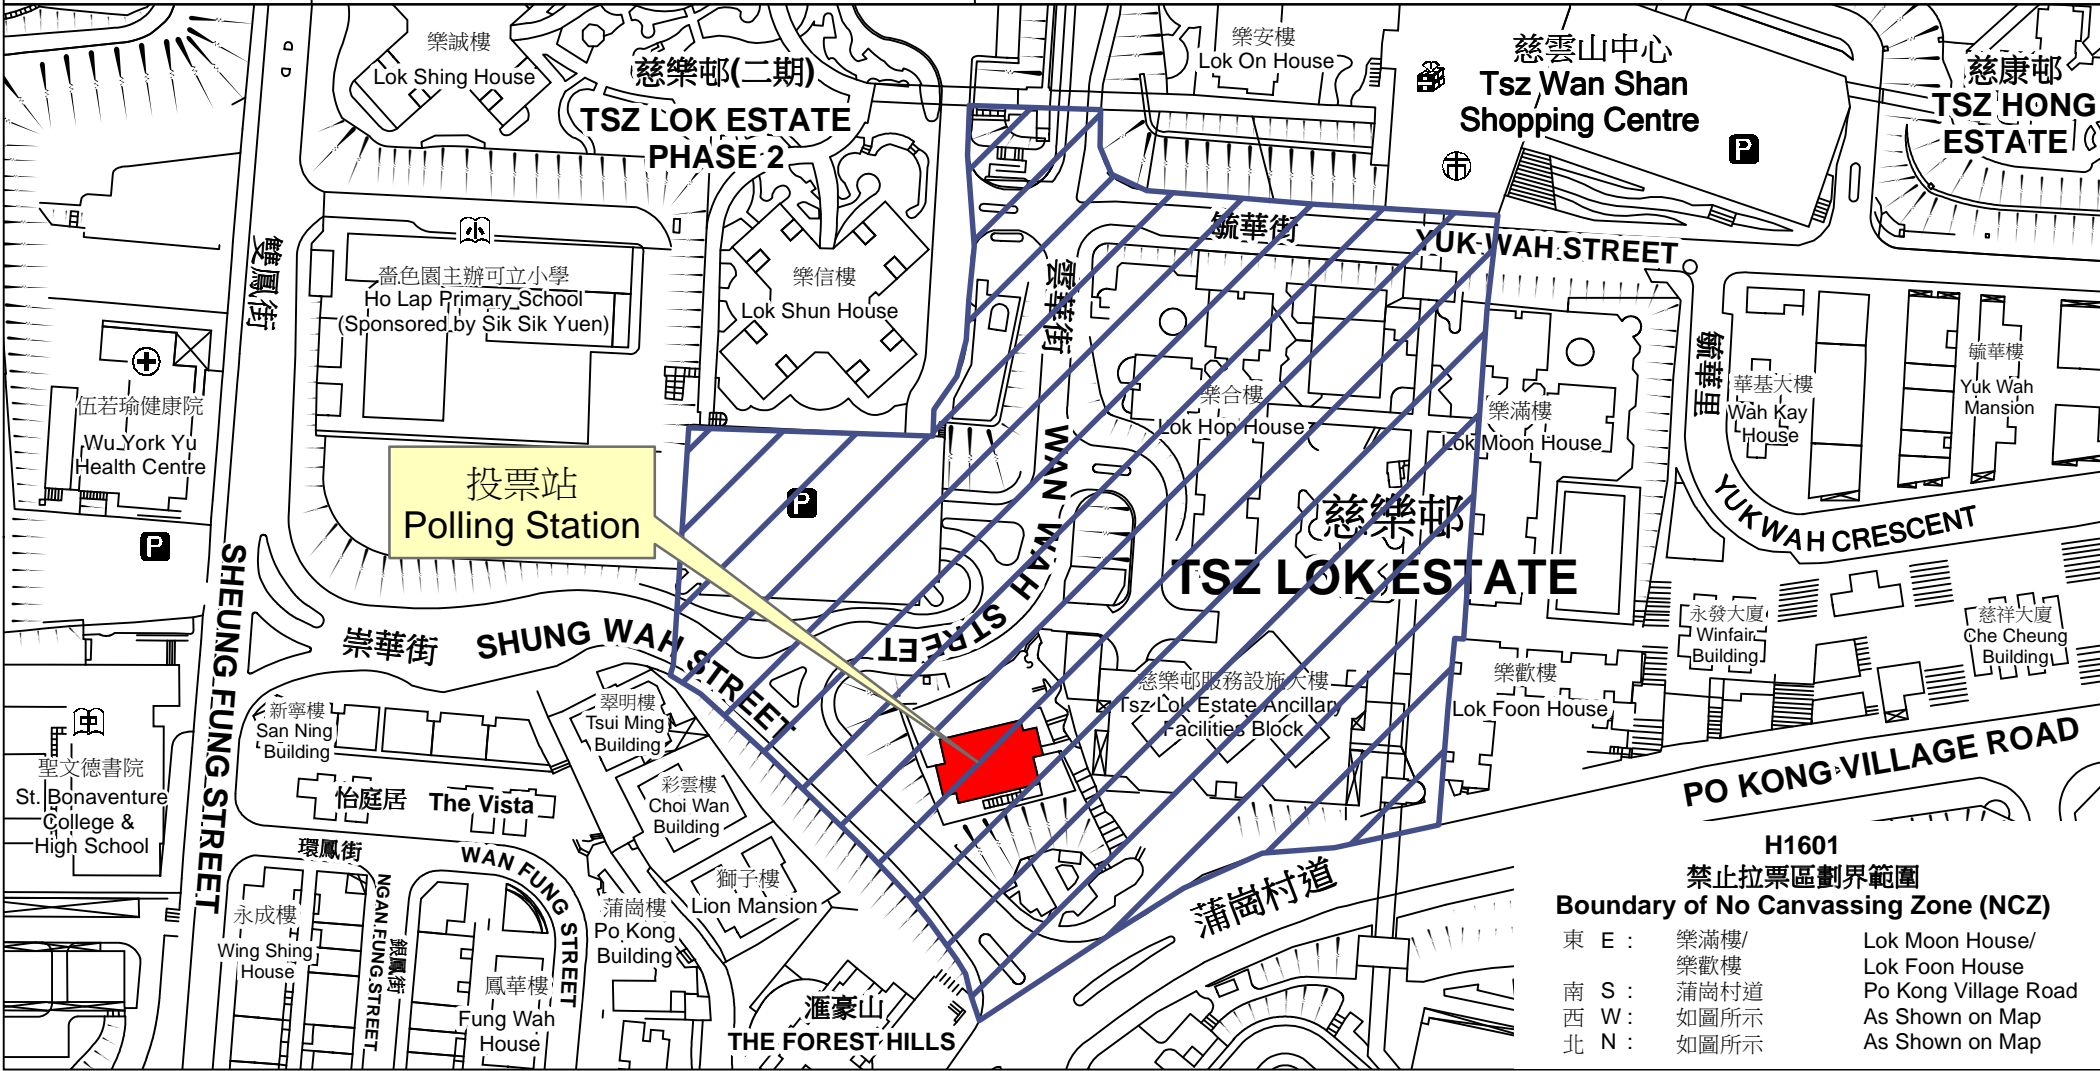 樂誠樓
Lok Shing House
慈樂邨(二期)
TSZ LOK ESTATE
PHASE 2
樂安樓
Lok On House
慈雲山中心
Tsz Wan Shan
Shopping Centre
慈康邨
TSZ HONG
ESTATE
P
市
小
雙鳳街
嗇色園主辦可立小學
Ho Lap Primary School
(Sponsored by Sik Sik Yuen)
樂信樓
Lok Shun House
毓華街
YUK WAH STREET
雲華街
WAN WAH STREET
伍若瑜健康院
Wu York Yu
Health Centre
P
投票站
Polling Station
P
樂合樓
Lok Hop House
樂滿樓
Lok Moon House
毓華里
華基大樓
Wah Kay
House
毓華樓
Yuk Wah
Mansion
YUK WAH CRESCENT
慈樂邨
TSZ LOK ESTATE
SHEUNG FUNG STREET
崇華街
SHUNG WAH STREET
永發大廈
Winfair
Building
慈祥大廈
Che Cheung
Building
慈樂邨服務設施大樓
Tsz Lok Estate Ancillary
Facilities Block
樂歡樓
Lok Foon House
新寧樓
San Ning
Building
翠明樓
Tsui Ming
Building
中
聖文德書院
St. Bonaventure
College &
High School
怡庭居
The Vista
彩雲樓
Choi Wan
Building
PO KONG VILLAGE ROAD
環鳳街
WAN FUNG STREET
獅子樓
Lion Mansion
蒲崗村道
永成樓
Wing Shing
House
NGAN FUNG STREET
銀鳳街
蒲崗樓
Po Kong
Building
鳳華樓
Fung Wah
House
滙豪山
THE FOREST HILLS
H1601
禁止拉票區劃界範圍
Boundary of No Canvassing Zone (NCZ)
東 E : 樂滿樓/ Lok Moon House/
樂歡樓 Lok Foon House
南 S : 蒲崗村道 Po Kong Village Road
西 W : 如圖所示 As Shown on Map
北 N : 如圖所示 As Shown on Map